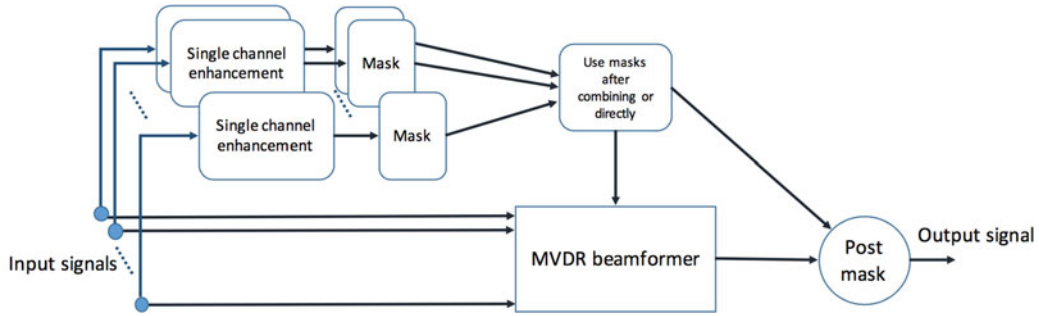 Single channel
enhancement
Mask
Use masks
after
combining or
directly
Single channel
enhancement
Mask
Input signals
MVDR beamformer
Post
mask
Output signal